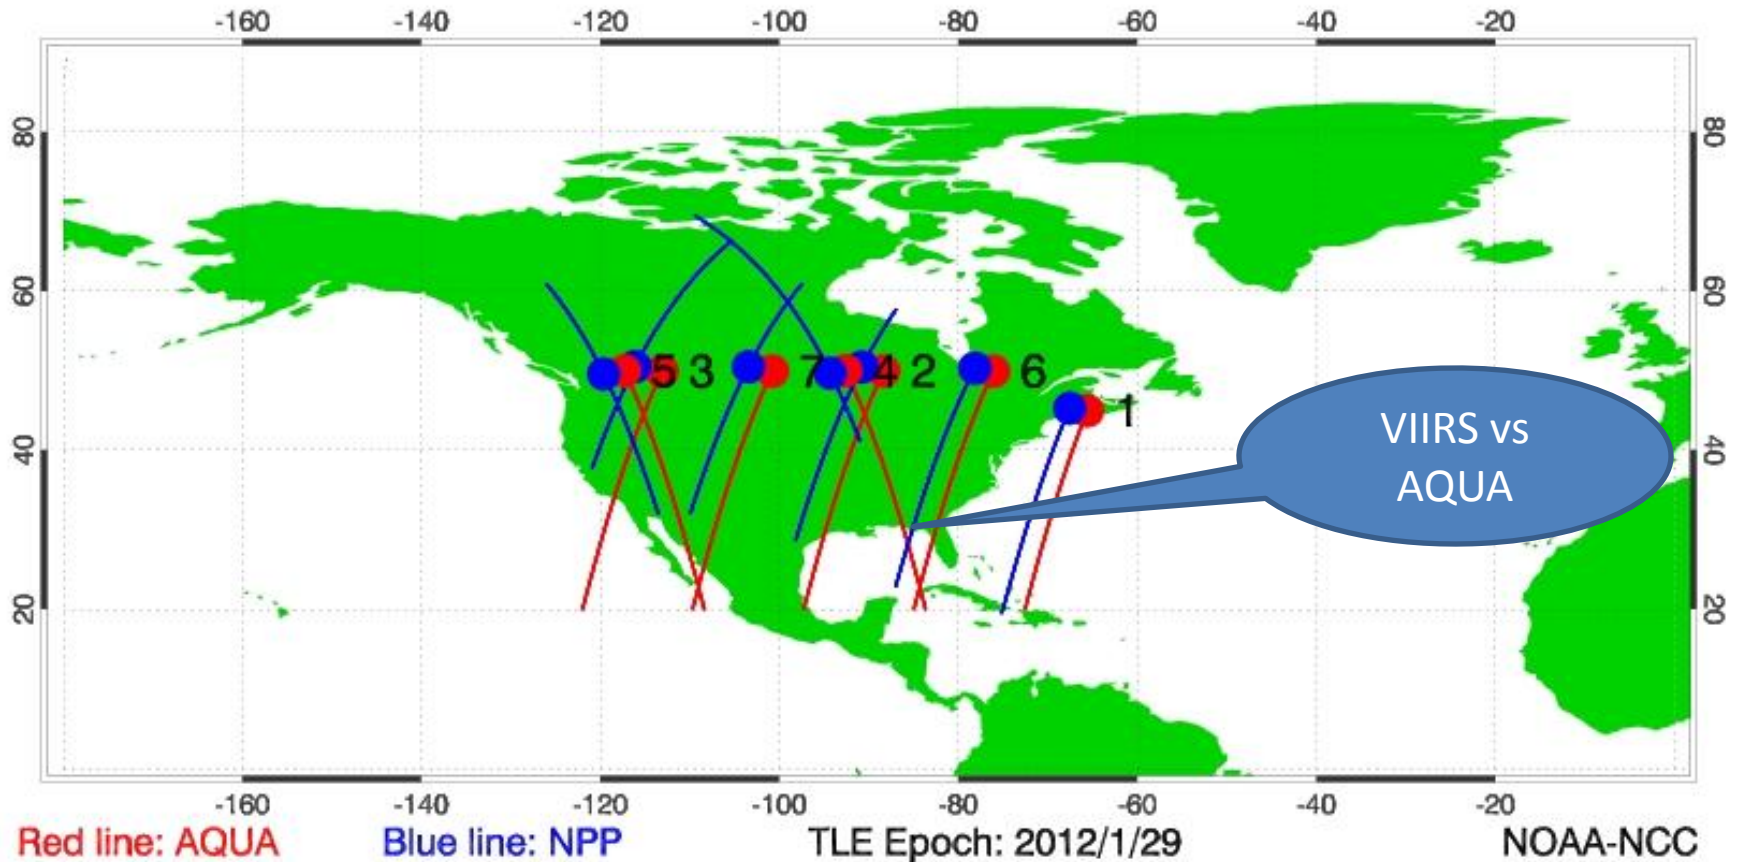 -160 -140 -120 -100 -80 -60 -40 -20
80 80
60 60
5 3 7 4 2 6
1
VIIRS vs
AQUA
40 40
20 20
-160 -140 -120 -100 -80 -60 -40 -20
Red line: AQUA Blue line: NPP TLE Epoch: 2012/1/29 NOAA-NCC